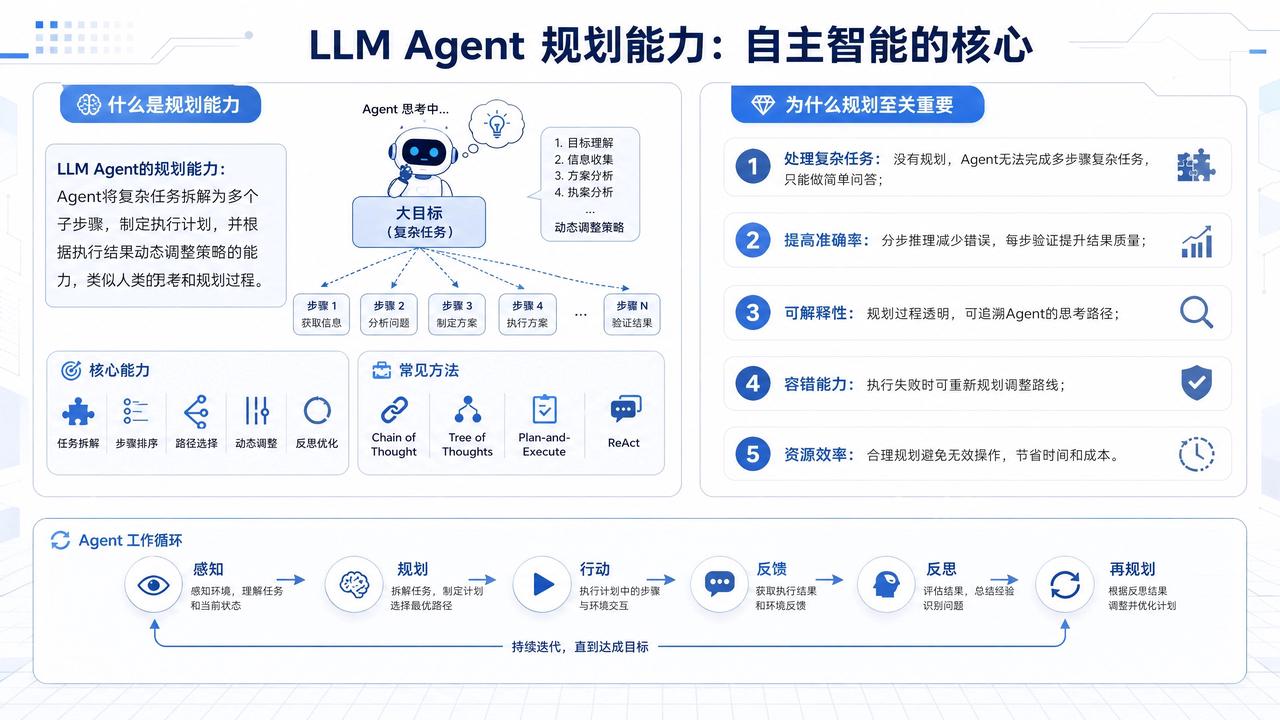 LLM Agent 规划能力：自主智能的核心
什么是规划能力
LLM Agent的规划能力：
Agent将复杂任务拆解为多个
子步骤，制定执行计划，并根
据执行结果动态调整策略的能
力，类似人类的思考和规划过程。
Agent 思考中...
大目标
（复杂任务）
1. 目标理解
2. 信息收集
3. 方案分析
4. 执案分析
...
动态调整策略
步骤 1
获取信息
步骤 2
分析问题
步骤 3
制定方案
步骤 4
执行方案
...
步骤 N
验证结果
核心能力
任务拆解
步骤排序
路径选择
动态调整
反思优化
常见方法
Chain of
Thought
Tree of
Thoughts
Plan-and-
Execute
ReAct
为什么规划至关重要
1
处理复杂任务： 没有规划，Agent无法完成多步骤复杂任务，
只能做简单问答；
2
提高准确率： 分步推理减少错误，每步验证提升结果质量；
3
可解释性： 规划过程透明，可追溯Agent的思考路径；
4
容错能力： 执行失败时可重新规划调整路线；
5
资源效率： 合理规划避免无效操作，节省时间和成本。
Agent 工作循环
感知
感知环境，理解任务
和当前状态
规划
拆解任务，制定计划
选择最优路径
行动
执行计划中的步骤
与环境交互
反馈
获取执行结果
和环境反馈
反思
评估结果，总结经验
识别问题
再规划
根据反思结果
调整并优化计划
持续迭代，直到达成目标